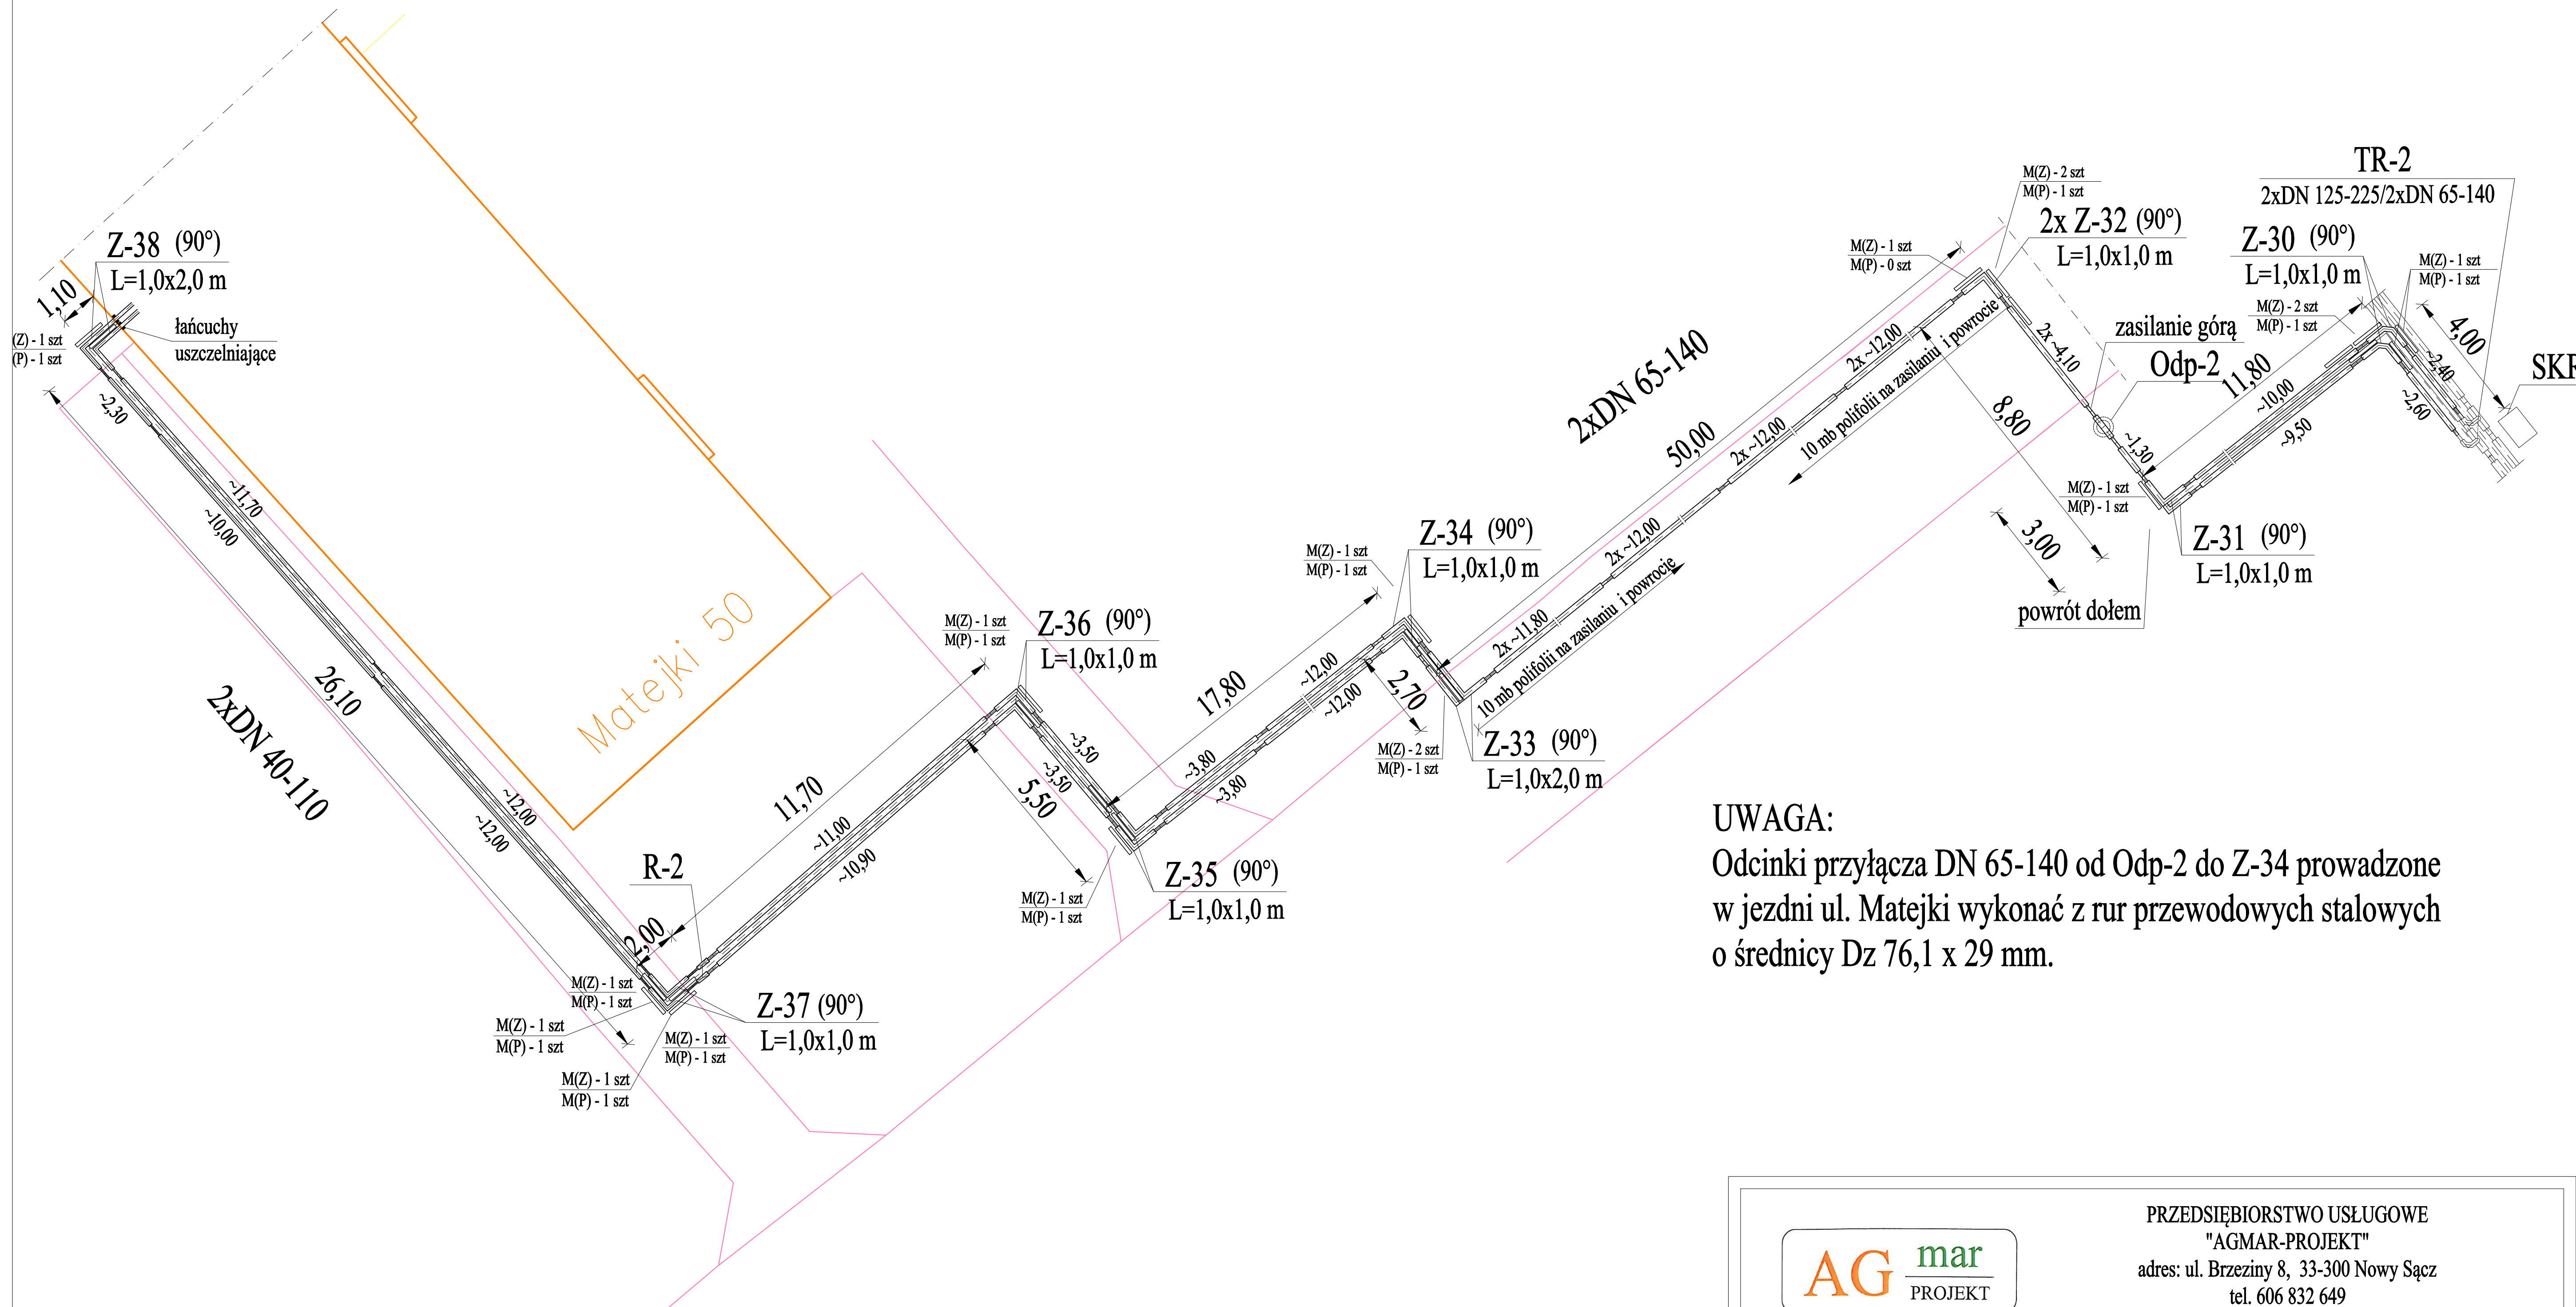 Z-38 (90°)
L=1,0x2,0 m
1,10
(Z) - 1 szt
(P) - 1 szt
łańcuchy
uszczelniające
~2,30
~11,70
~10,00
26,10
2xDN 40-110
~12,00
~12,00
Matejki 50
R-2
2,00
M(Z) - 1 szt
M(P) - 1 szt
M(Z) - 1 szt
M(P) - 1 szt
M(Z) - 1 szt
M(P) - 1 szt
M(Z) - 1 szt
M(P) - 1 szt
Z-37 (90°)
L=1,0x1,0 m
11,70
~11,00
~10,90
M(Z) - 1 szt
M(P) - 1 szt
Z-36 (90°)
L=1,0x1,0 m
~3,50
~3,50
5,50
M(Z) - 1 szt
M(P) - 1 szt
Z-35 (90°)
L=1,0x1,0 m
17,80
~3,80
~3,80
~12,00
~12,00
M(Z) - 1 szt
M(P) - 1 szt
Z-34 (90°)
L=1,0x1,0 m
2,70
M(Z) - 2 szt
M(P) - 1 szt
Z-33 (90°)
L=1,0x2,0 m
2xDN 65-140
50,00
2x ~11,80
10 mb polifolii na zasilaniu i powrocie
2x ~12,00
2x ~12,00
2x ~12,00
10 mb polifolii na zasilaniu i powrocie
M(Z) - 1 szt
M(P) - 0 szt
M(Z) - 2 szt
M(P) - 1 szt
2x Z-32 (90°)
L=1,0x1,0 m
2x ~4,10
8,80
3,00
zasilanie górą
Odp-2
~1,30
M(Z) - 1 szt
M(P) - 1 szt
powrót dołem
Z-31 (90°)
L=1,0x1,0 m
11,80
~10,00
~9,50
TR-2
2xDN 125-225/2xDN 65-140
Z-30 (90°)
L=1,0x1,0 m
M(Z) - 2 szt
M(P) - 1 szt
M(Z) - 1 szt
M(P) - 1 szt
~2,40
~2,60
4,00
UWAGA:
Odcinki przyłącza DN 65-140 od Odp-2 do Z-34 prowadzone
w jezdni ul. Matejki wykonać z rur przewodowych stalowych
o średnicy Dz 76,1 x 29 mm.
AG mar
PROJEKT
PRZEDSIĘBIORSTWO USŁUGOWE
"AGMAR-PROJEKT"
adres: ul. Brzeziny 8, 33-300 Nowy Sącz
tel. 606 832 649